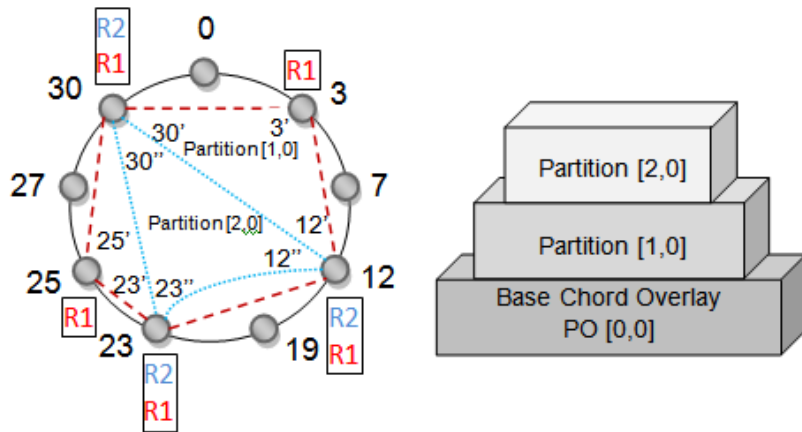 R2
R1
0
R1
30
3
3'
30'
Partition [1,0]
30''
27
7
Partition [2,0]
25'
12'
12''
25
23'
23''
12
R1
23
19
R2
R1
R2
R1
Partition [2,0]
Partition [1,0]
Base Chord Overlay
PO [0,0]